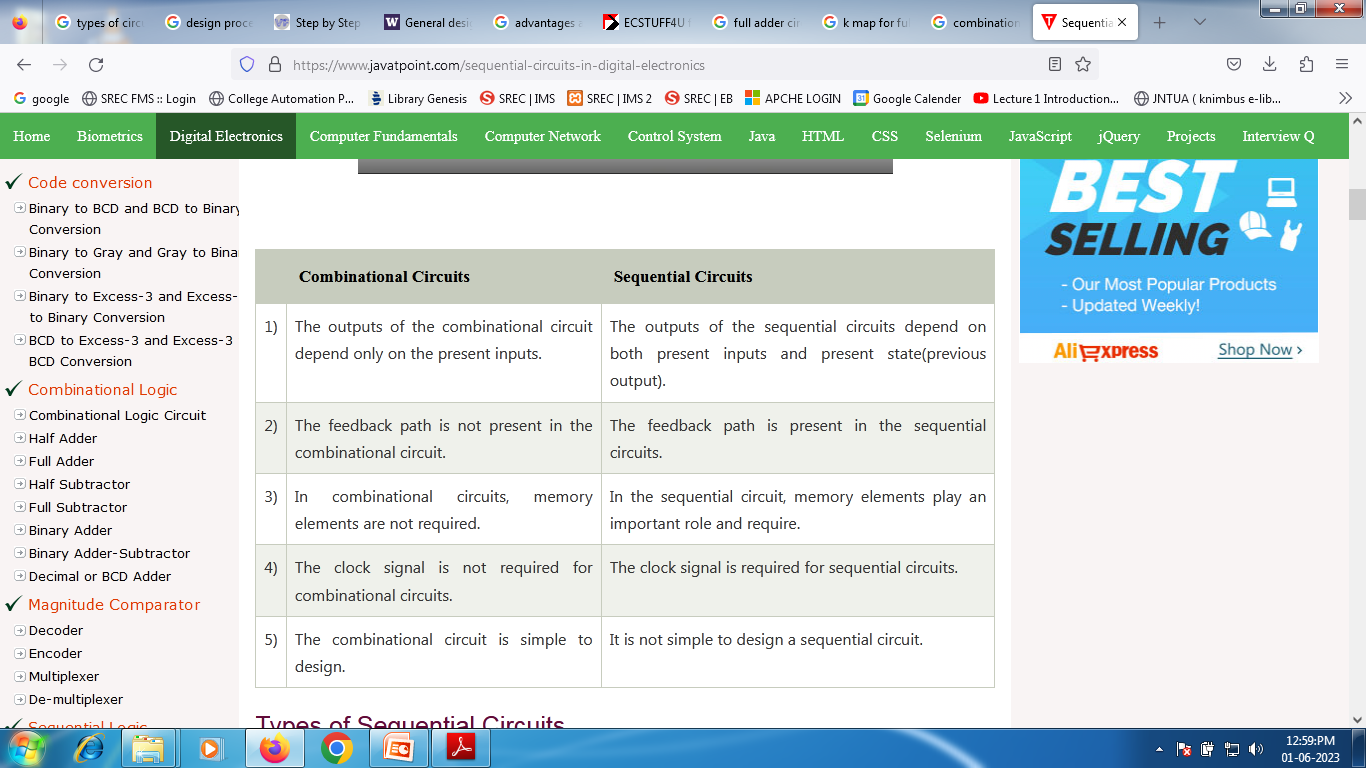 types of circ
design proce
Step by Step
General desi
advantages a
ECSTUFF4U f
full adder cir
k map for ful
combination
Sequentia
https://www.javatpoint.com/sequential-circuits-in-digital-electronics
google
SREC FMS :: Login
College Automation P...
Library Genesis
SREC | IMS
SREC | IMS 2
SREC | EB
APCHE LOGIN
Google Calender
Lecture 1 Introduction...
JNTUA ( knimbus e-lib...
Home
Biometrics
Digital Electronics
Computer Fundamentals
Computer Network
Control System
Java
HTML
CSS
Selenium
JavaScript
jQuery
Projects
Interview Q
Code conversion
Binary to BCD and BCD to Binary
Conversion
Binary to Gray and Gray to Bina
Conversion
Binary to Excess-3 and Excess-
to Binary Conversion
BCD to Excess-3 and Excess-3
BCD Conversion
Combinational Logic
Combinational Logic Circuit
Half Adder
Full Adder
Half Subtractor
Full Subtractor
Binary Adder
Binary Adder-Subtractor
Decimal or BCD Adder
Magnitude Comparator
Decoder
Encoder
Multiplexer
De-multiplexer
Sequential Logic
Combinational Circuits
Sequential Circuits
1)
The outputs of the combinational circuit
depend only on the present inputs.
The outputs of the sequential circuits depend on
both present inputs and present state(previous
output).
2)
The feedback path is not present in the
combinational circuit.
The feedback path is present in the sequential
circuits.
3)
In combinational circuits, memory
elements are not required.
In the sequential circuit, memory elements play an
important role and require.
4)
The clock signal is not required for
combinational circuits.
The clock signal is required for sequential circuits.
5)
The combinational circuit is simple to
design.
It is not simple to design a sequential circuit.
Types of Sequential Circuits
BEST
SELLING
- Our Most Popular Products
- Updated Weekly!
AliExpress
Shop Now ›
12:59:PM
01-06-2023